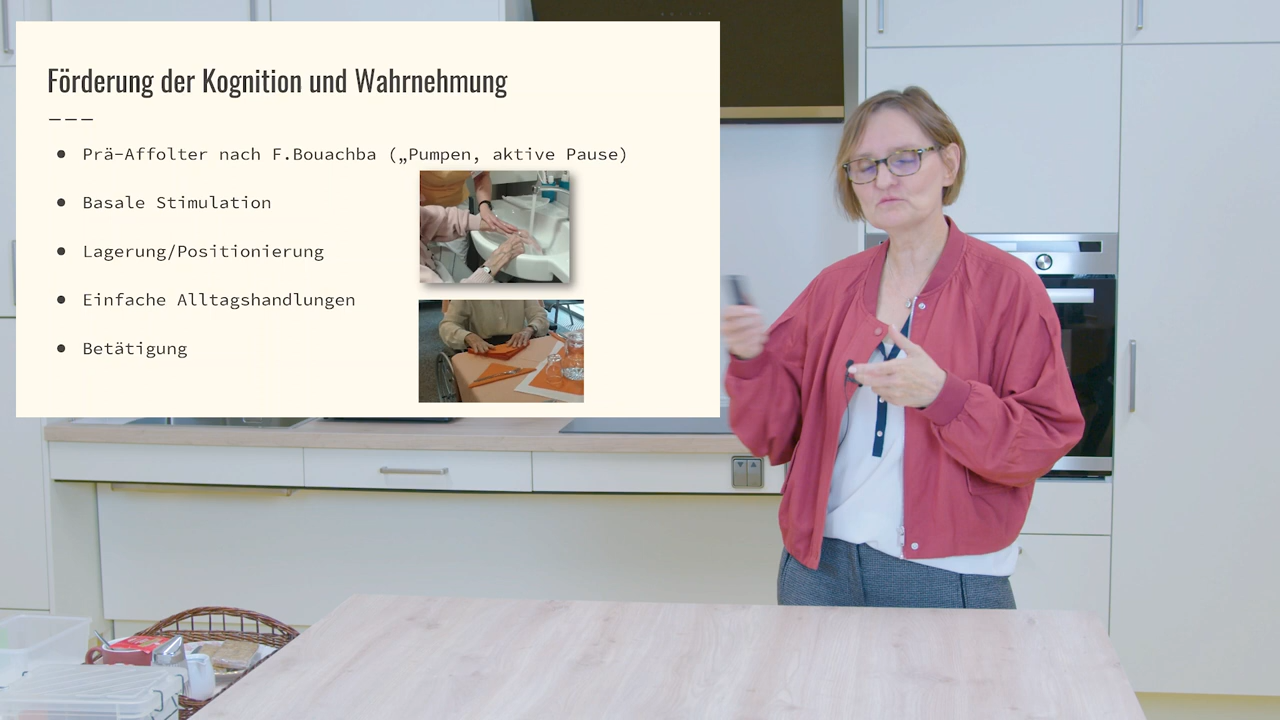 Förderung der Kognition und Wahrnehmung
Prä-Affolter nach F.Bouachba („Pumpen, aktive Pause)
Basale Stimulation
Lagerung/Positionierung
Einfache Alltagshandlungen
Betätigung